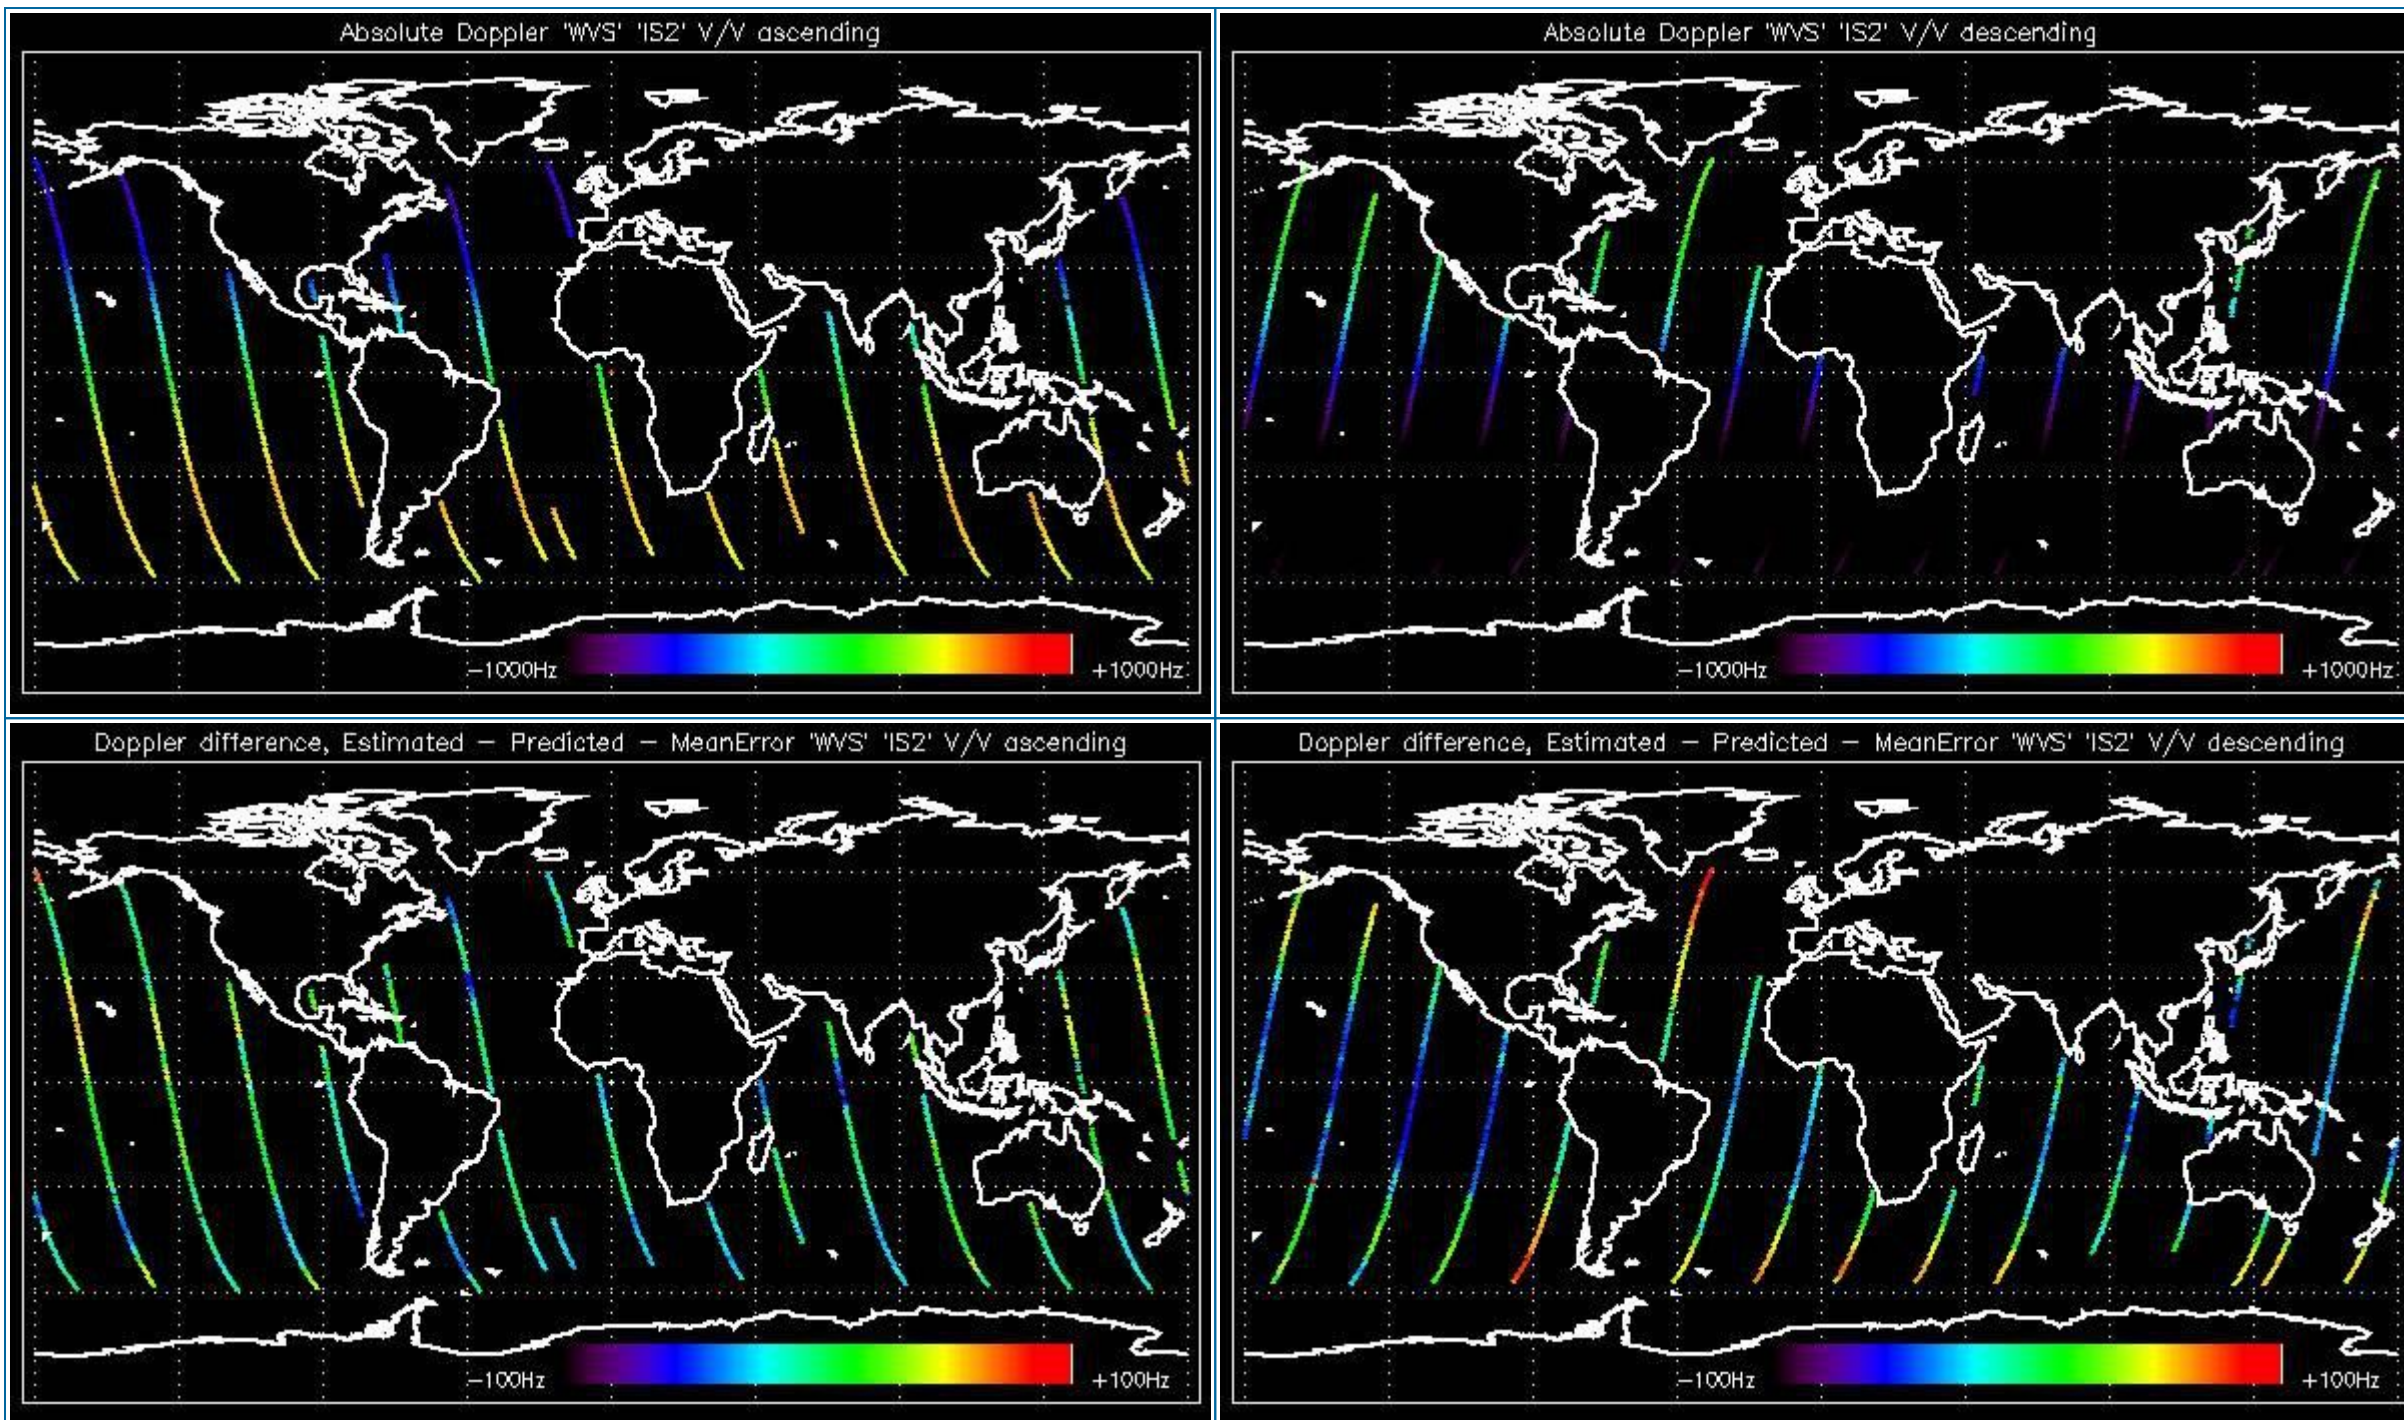 Absolute Doppler 'WVS' 'IS2' V/V ascending
-1000Hz
+1000Hz
Absolute Doppler 'WVS' 'IS2' V/V descending
-1000Hz
+1000Hz
Doppler difference, Estimated - Predicted - MeanError 'WVS' 'IS2' V/V ascending
-100Hz
+100Hz
Doppler difference, Estimated - Predicted - MeanError 'WVS' 'IS2' V/V descending
-100Hz
+100Hz